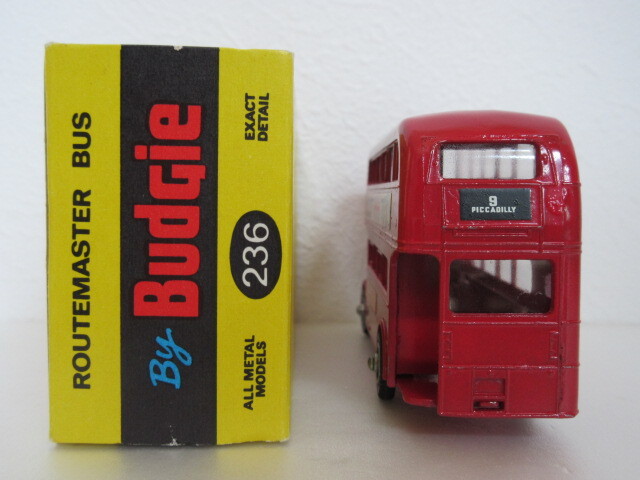 ROUTEMASTER BUS
By Budgie
236
ALL METAL
MODELS
EXACT
DETAIL
9
PICCADILLY